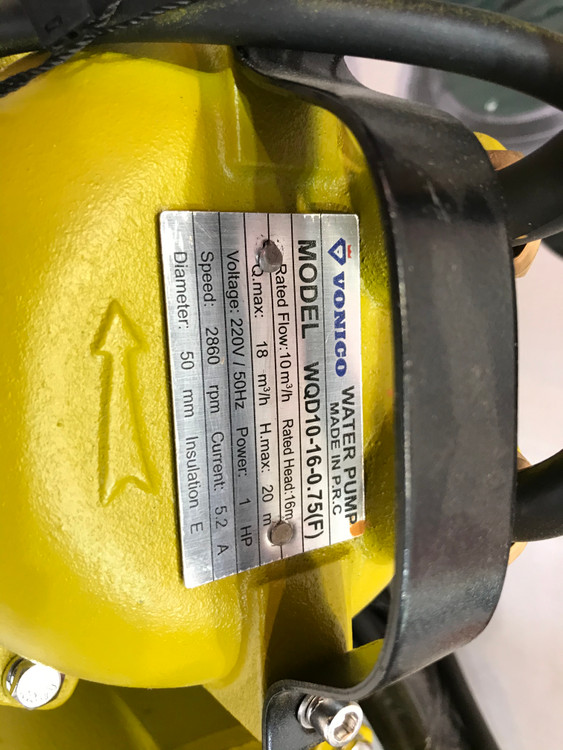 VONICO WATER PUMP
MADE IN P.R.C
MODEL WQD10-16-0.75(F)
Rated Flow:10m³/h Rated Head:16m
Q.max: 18 m³/h H.max: 20 m
Voltage: 220V / 50Hz Power: 1 HP
Speed: 2860 rpm Current: 5.2 A
Diameter: 50 mm Insulation E